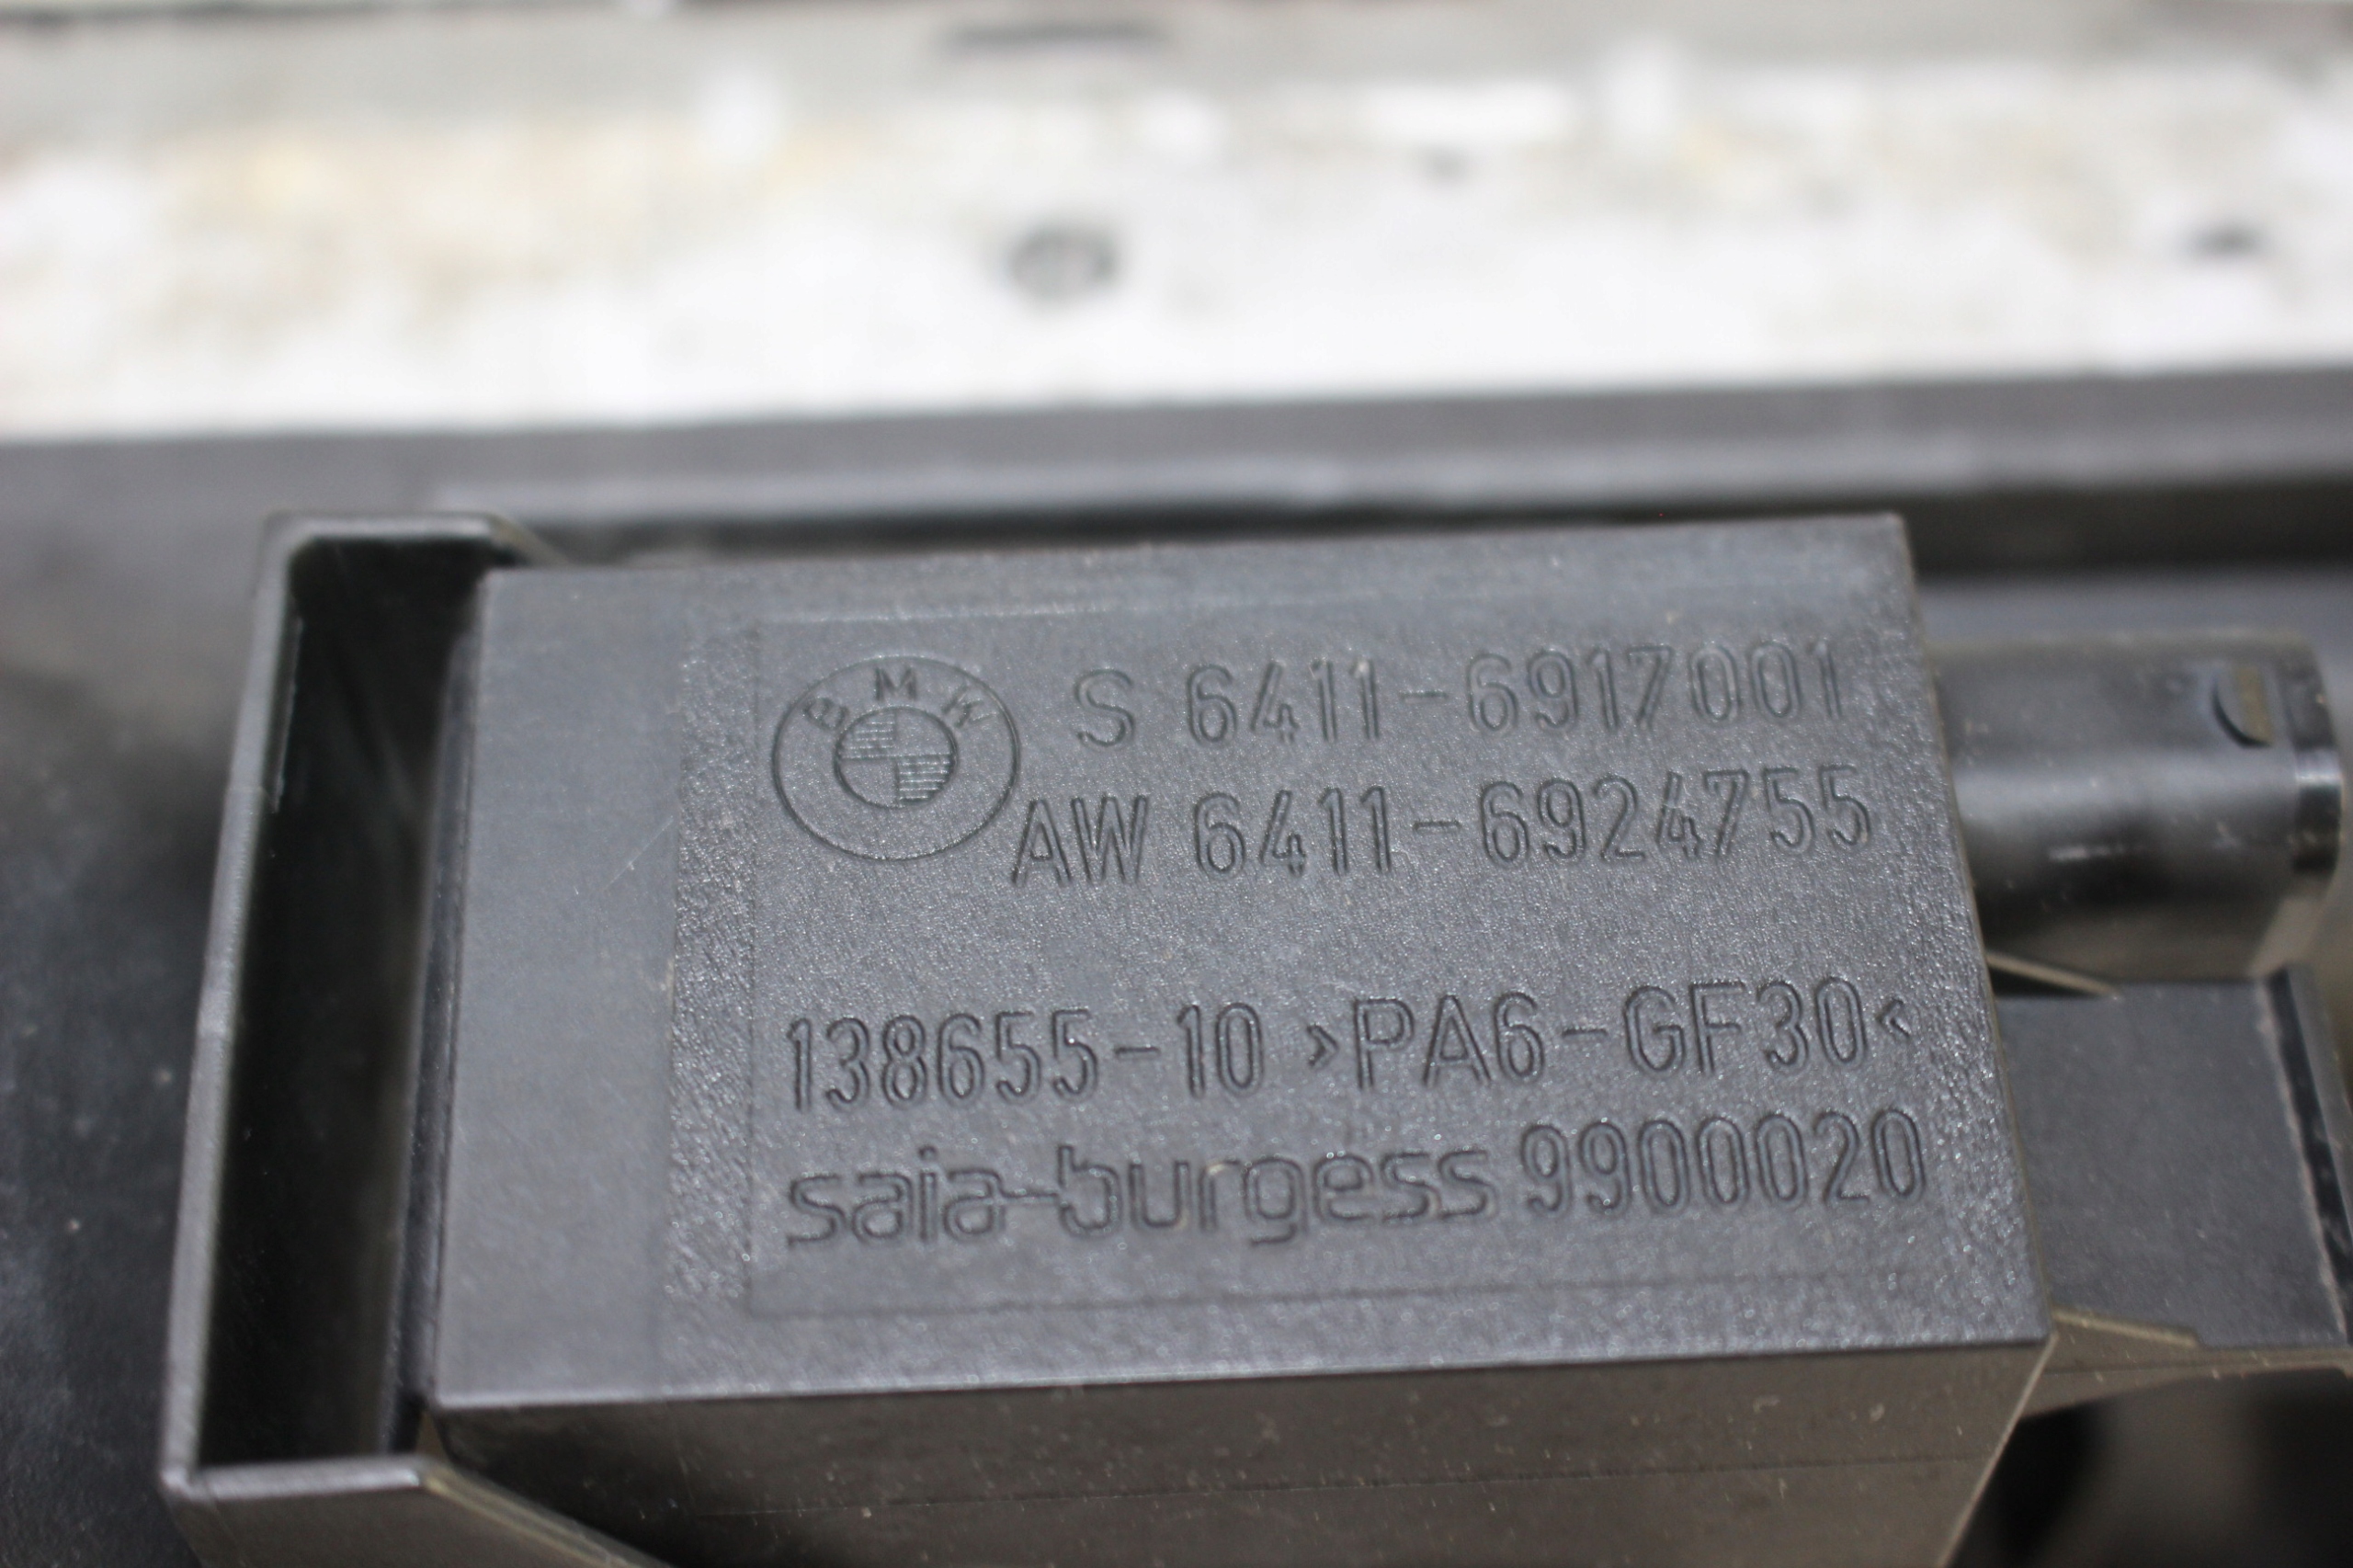 BMW S 6411-6917001
AW 6411-6924755
138655-10 >PA6-GF30<
saia-burgess 9900020